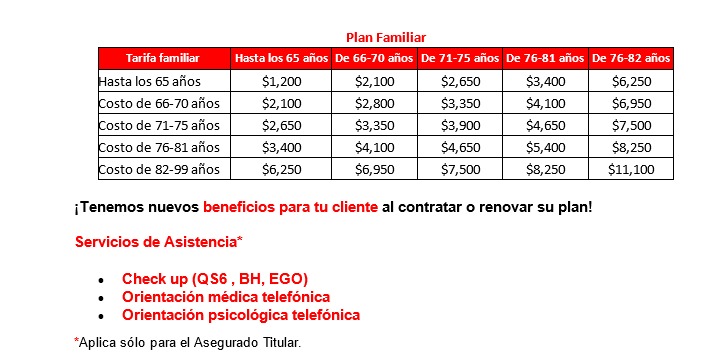 Plan Familiar
Tarifa familiar Hasta los 65 años De 66-70 años De 71-75 años De 76-81 años De 76-82 años
Hasta los 65 años $1,200 $2,100 $2,650 $3,400 $6,250
Costo de 66-70 años $2,100 $2,800 $3,350 $4,100 $6,950
Costo de 71-75 años $2,650 $3,350 $3,900 $4,650 $7,500
Costo de 76-81 años $3,400 $4,100 $4,650 $5,400 $8,250
Costo de 82-99 años $6,250 $6,950 $7,500 $8,250 $11,100
¡Tenemos nuevos beneficios para tu cliente al contratar o renovar su plan!
Servicios de Asistencia*
• Check up (QS6 , BH, EGO)
• Orientación médica telefónica
• Orientación psicológica telefónica
*Aplica sólo para el Asegurado Titular.